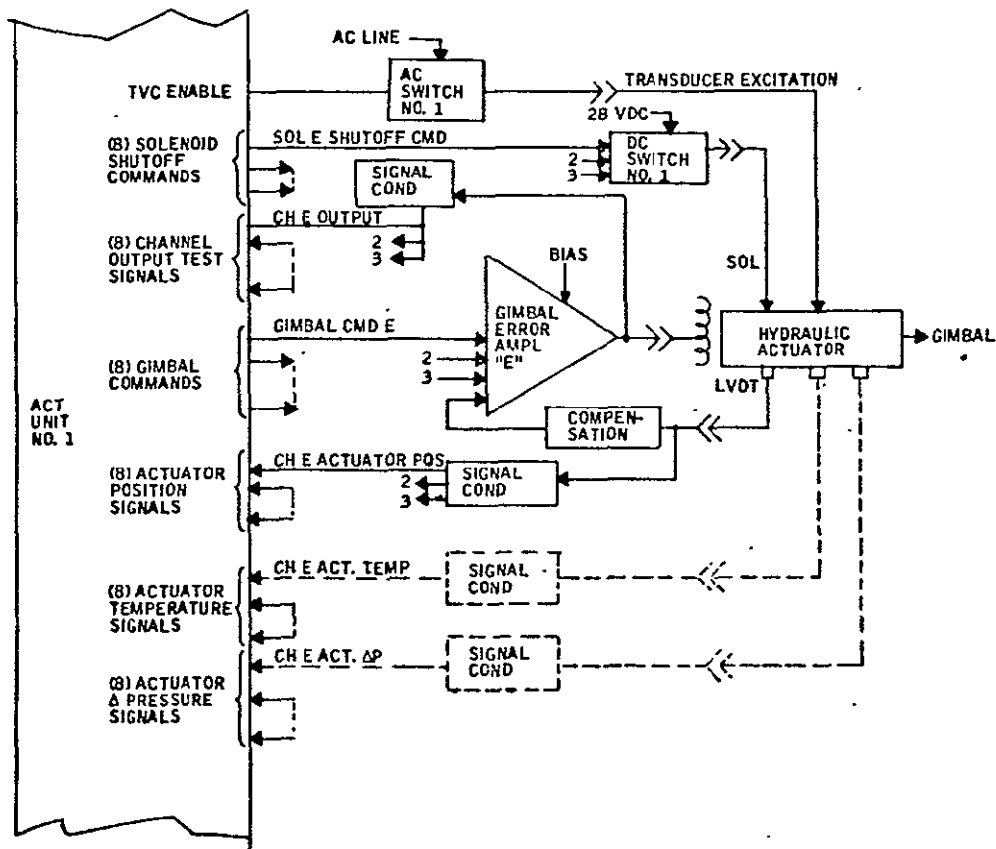 AC LINE
AC
SWITCH
NO. 1
TVC ENABLE
TRANSDUCER EXCITATION
28 VDC
(8) SOLENOID
SHUTOFF
COMMANDS
SOL E SHUTOFF CMD
2
3
DC
SWITCH
NO. 1
SIGNAL
COND
CH E OUTPUT
2
3
(8) CHANNEL
OUTPUT TEST
SIGNALS
BIAS
SOL
GIMBAL CMD E
2
3
GIMBAL
ERROR
AMPL
"E"
HYDRAULIC
ACTUATOR
GIMBAL
LVDT
(8) GIMBAL
COMMANDS
ACT
UNIT
NO. 1
COMPEN-
SATION
CH E ACTUATOR POS
2
3
SIGNAL
COND
(8) ACTUATOR
POSITION
SIGNALS
CH E ACT. TEMP
SIGNAL
COND
(8) ACTUATOR
TEMPERATURE
SIGNALS
CH E ACT. ΔP
SIGNAL
COND
(8) ACTUATOR
Δ PRESSURE
SIGNALS